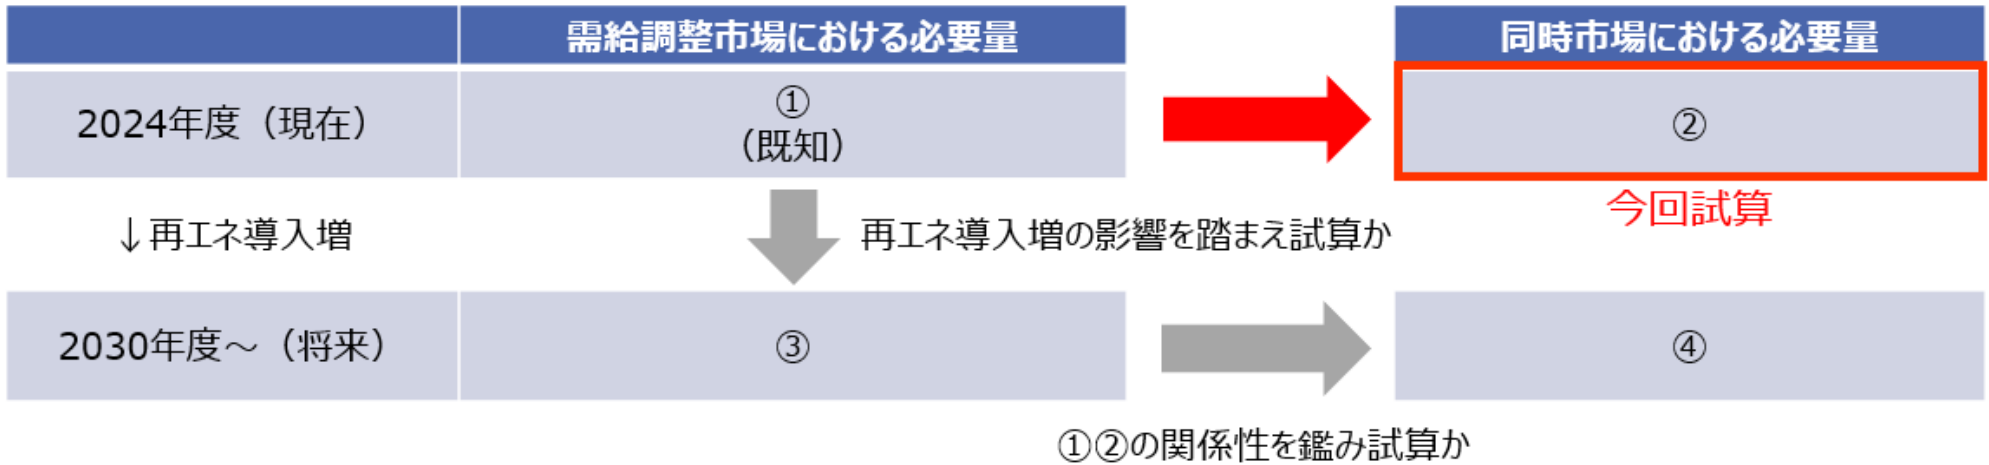 需給調整市場における必要量
同時市場における必要量
2024年度（現在）
①
（既知）
②
今回試算
↓再エネ導入増
再エネ導入増の影響を踏まえ試算か
2030年度～（将来）
③
④
①②の関係性を鑑み試算か